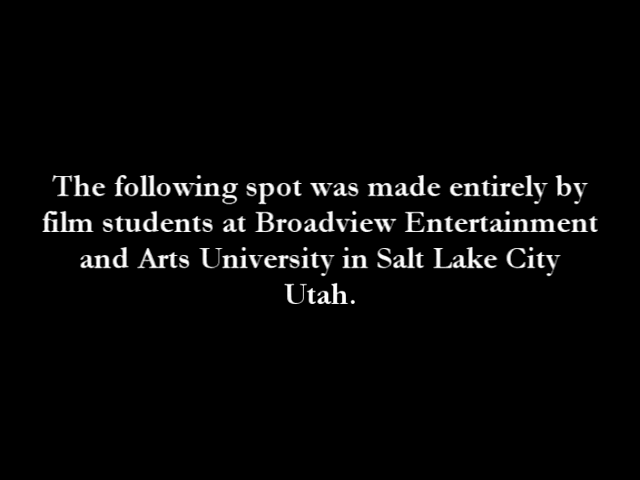 The following spot was made entirely by
film students at Broadview Entertainment
and Arts University in Salt Lake City
Utah.